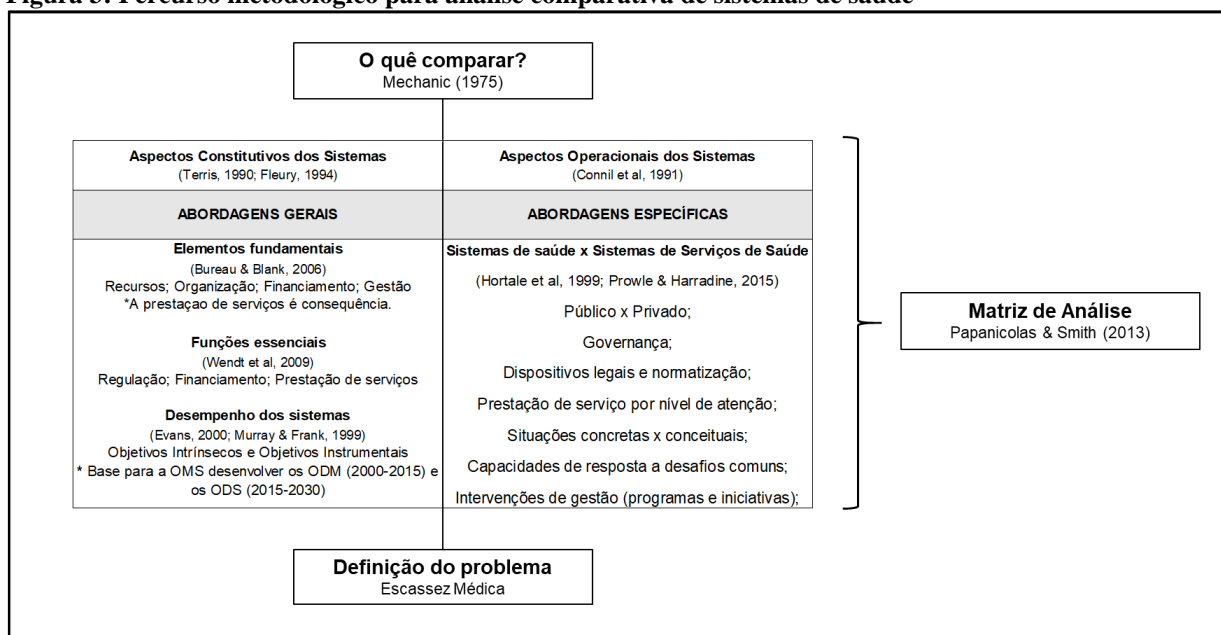 Figura 3: Percurso metodológico para análise comparativa de sistemas de saúde
O quê comparar?
Mechanic (1975)
Aspectos Constitutivos dos Sistemas
(Terris, 1990; Fleury, 1994)
Aspectos Operacionais dos Sistemas
(Connil et al, 1991)
ABORDAGENS GERAIS
ABORDAGENS ESPECÍFICAS
Elementos fundamentais
(Bureau & Blank, 2006)
Recursos; Organização; Financiamento; Gestão
*A prestaçao de serviços é consequência.
Funções essenciais
(Wendt et al, 2009)
Regulação; Financiamento; Prestação de serviços
Desempenho dos sistemas
(Evans, 2000; Murray & Frank, 1999)
Objetivos Intrínsecos e Objetivos Instrumentais
* Base para a OMS desenvolver os ODM (2000-2015) e
os ODS (2015-2030)
Sistemas de saúde x Sistemas de Serviços de Saúde
(Hortale et al, 1999; Prowle & Harradine, 2015)
Público x Privado;
Governança;
Dispositivos legais e normatização;
Prestação de serviço por nível de atenção;
Situações concretas x conceituais;
Capacidades de resposta a desafios comuns;
Intervenções de gestão (programas e iniciativas);
Matriz de Análise
Papanicolas & Smith (2013)
Definição do problema
Escassez Médica